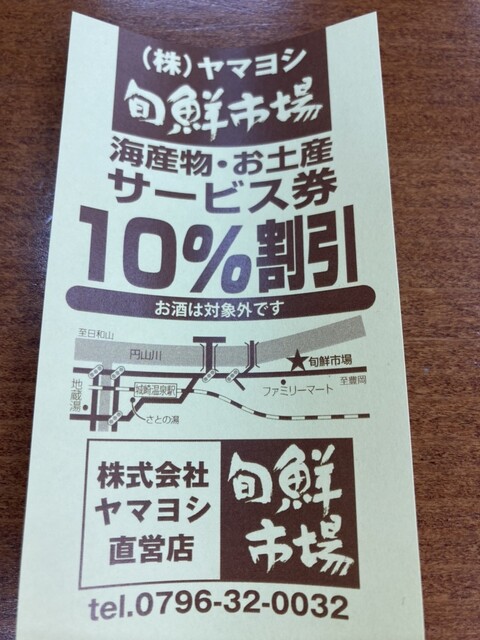 (株)ヤマヨシ
旬鮮市場
海産物・お土産
サービス券
10%割引
お酒は対象外です
至日和山
円山川
旬鮮市場
至豊岡
ファミリーマート
城崎温泉駅
地蔵湯
さとの湯
株式会社
ヤマヨシ
直営店
旬鮮
市場
tel.0796-32-0032